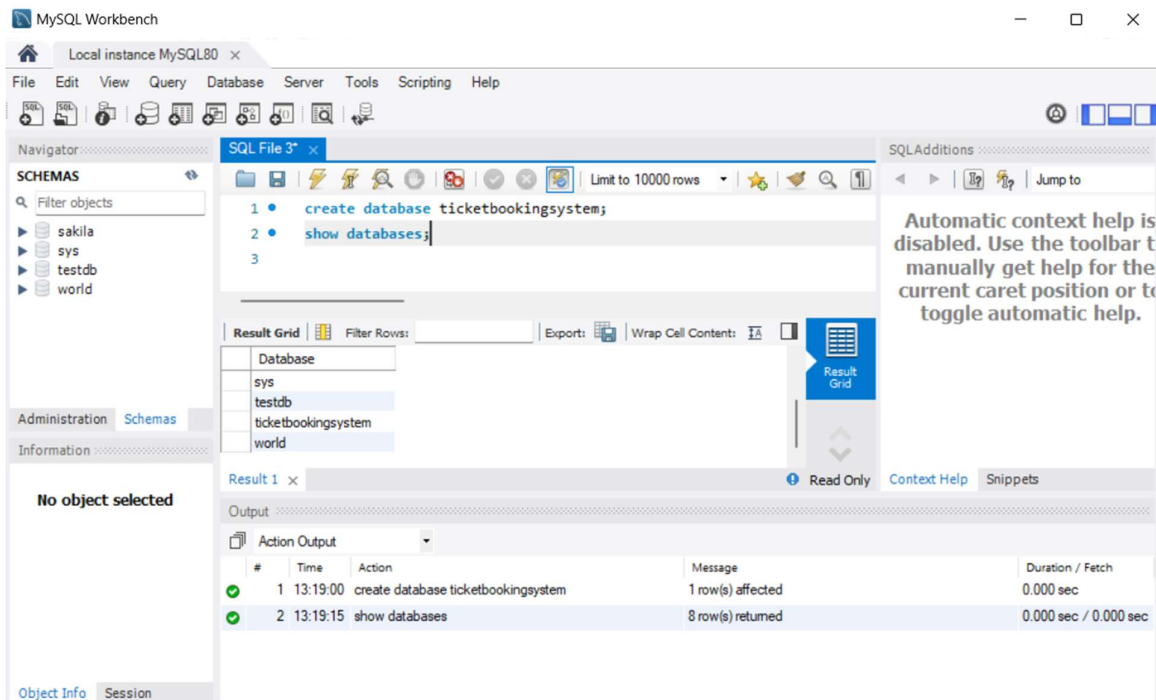 MySQL Workbench
Local instance MySQL80
File Edit View Query Database Server Tools Scripting Help
Navigator
SCHEMAS
Filter objects
sakila
sys
testdb
world
Administration Schemas
Information
No object selected
Object Info Session
SQL File 3*
Limit to 10000 rows
1 create database ticketbookingsystem;
2 show databases;
3
Result Grid Filter Rows: Export: Wrap Cell Content: IA
Database
sys
testdb
ticketbookingsystem
world
Result Grid
Result 1
Read Only
SQLAdditions
Jump to
Automatic context help is
disabled. Use the toolbar t
manually get help for the
current caret position or to
toggle automatic help.
Context Help Snippets
Output
Action Output
# Time Action Message Duration / Fetch
1 13:19:00 create database ticketbookingsystem 1 row(s) affected 0.000 sec
2 13:19:15 show databases 8 row(s) returned 0.000 sec / 0.000 sec